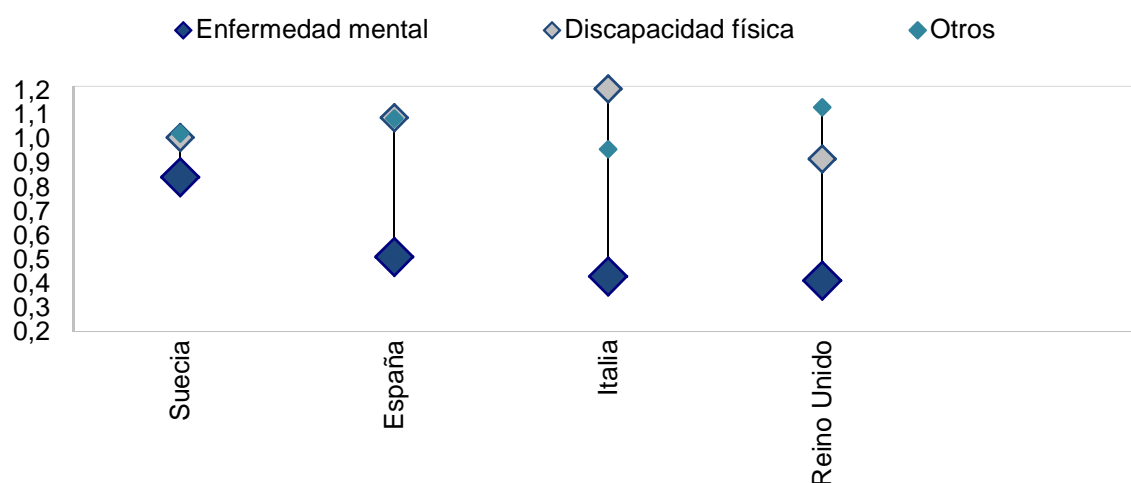 Enfermedad mental
Discapacidad física
Otros
1,2
1,1
1,0
0,9
0,8
0,7
0,6
0,5
0,4
0,3
0,2
Suecia
España
Italia
Reino Unido